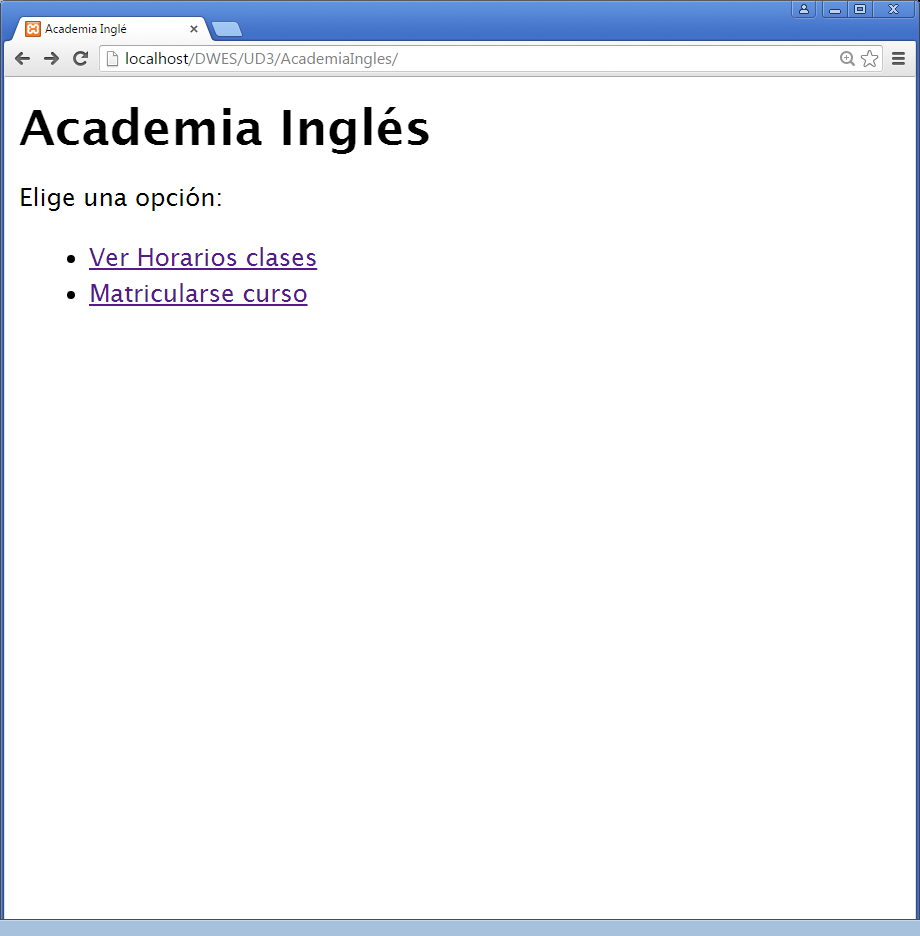 Academia Inglé
localhost/DWES/UD3/AcademiaIngles/
Academia Inglés
Elige una opción:
Ver Horarios clases
Matricularse curso